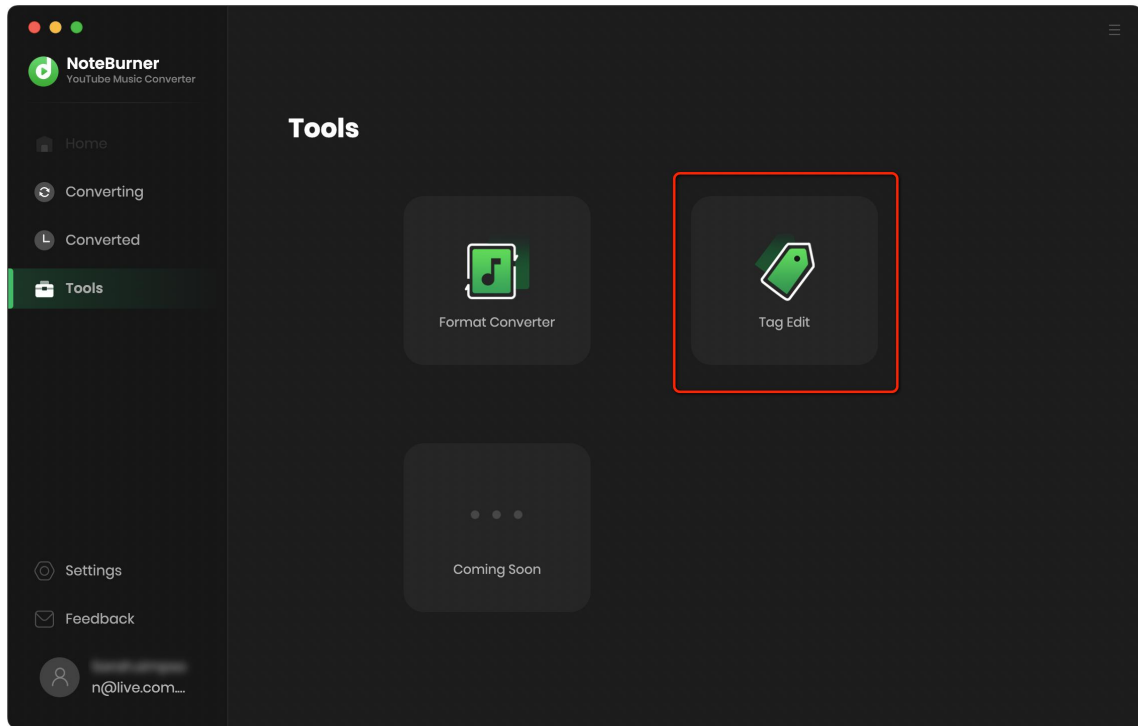 NoteBurner
YouTube Music Converter
Home
Converting
Converted
Tools
Settings
Feedback
n@live.com....
Tools
Format Converter
Tag Edit
Coming Soon